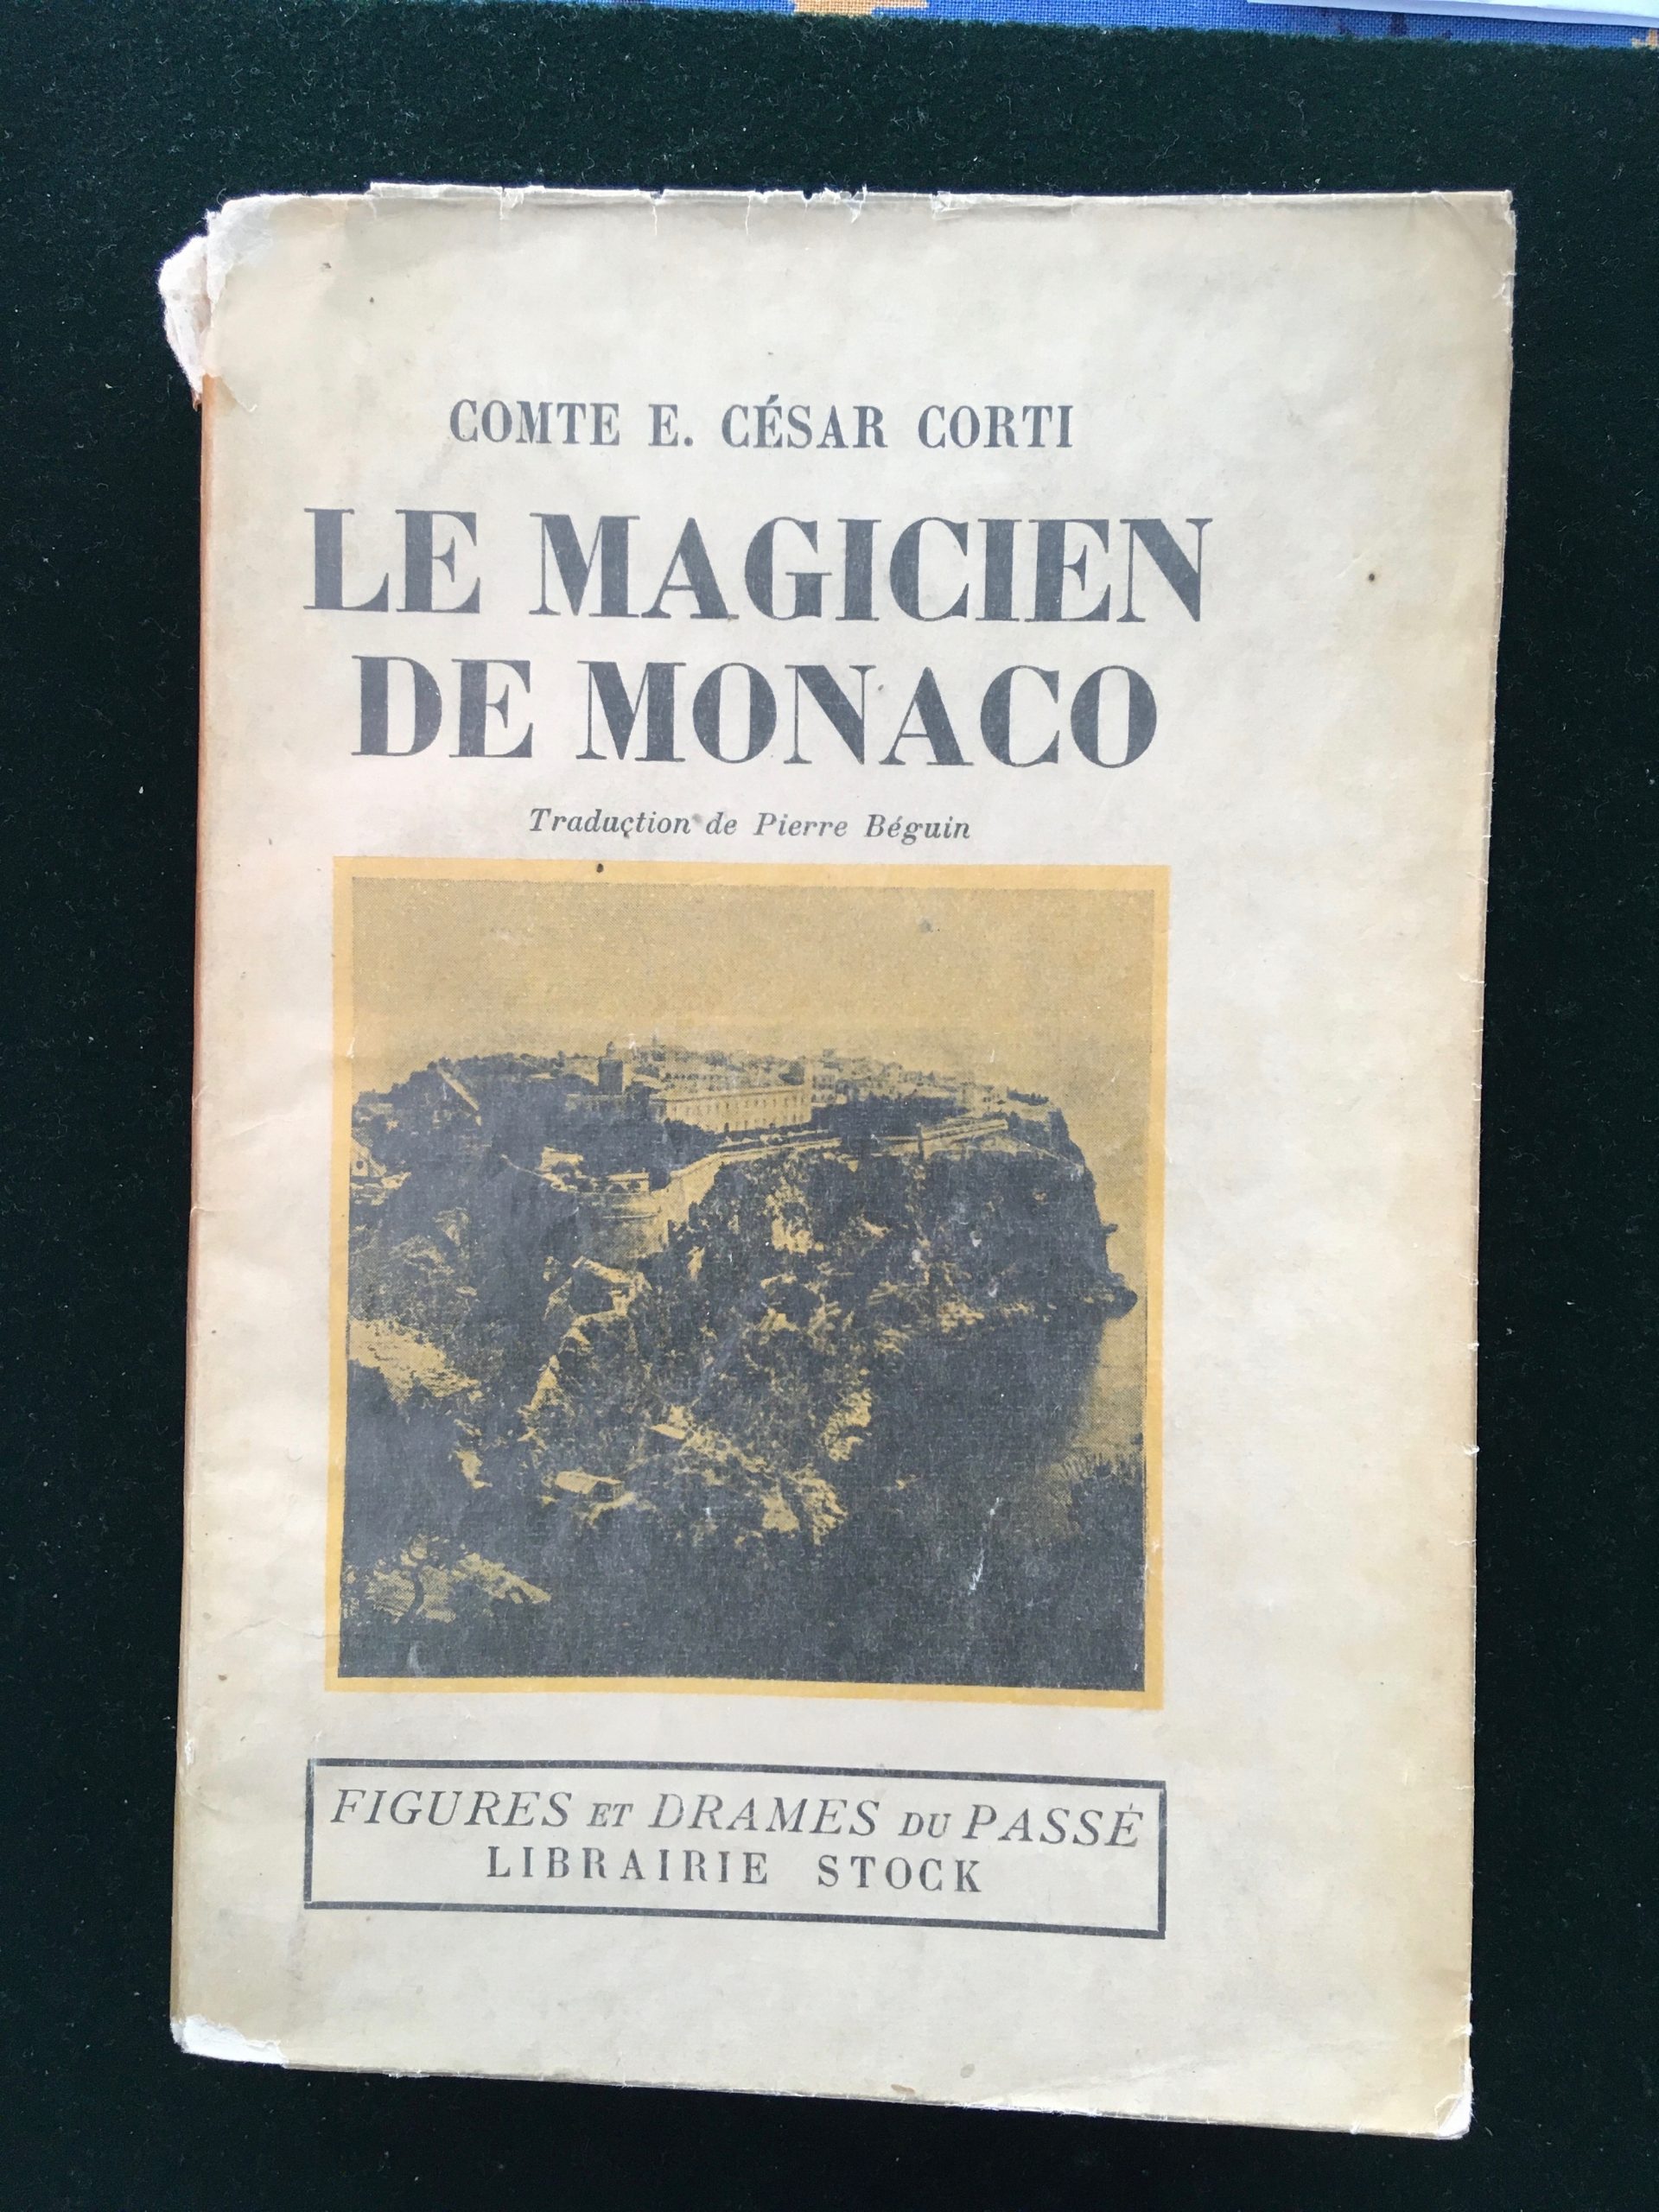 COMTE E. CÉSAR CORTI
LE MAGICIEN
DE MONACO
Traduction de Pierre Béguin
FIGURES ET DRAMES DU PASSÉ
LIBRAIRIE STOCK